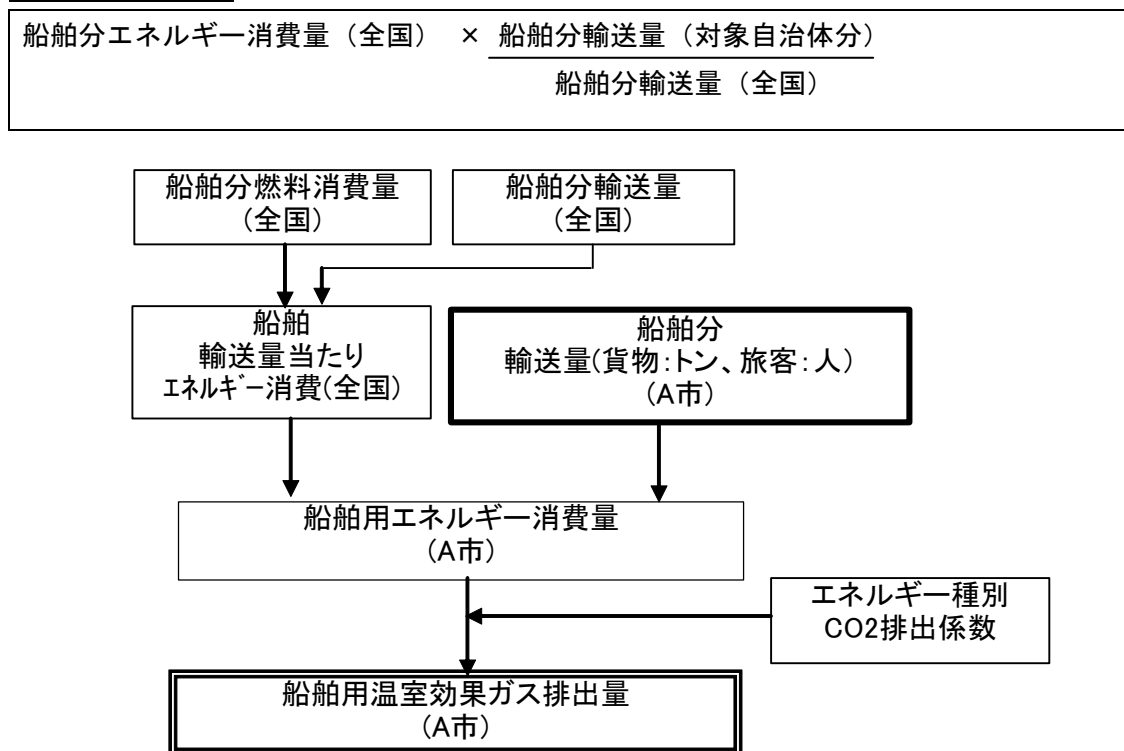 船舶分エネルギー消費量（全国） × 船舶分輸送量（対象自治体分）
船舶分輸送量（全国）
船舶分燃料消費量
(全国)
船舶分輸送量
(全国)
船舶
輸送量当たり
ｴﾈﾙｷﾞｰ消費(全国)
船舶分
輸送量(貨物:トン、旅客:人)
(A市)
船舶用エネルギー消費量
(A市)
エネルギー種別
CO2排出係数
船舶用温室効果ガス排出量
(A市)